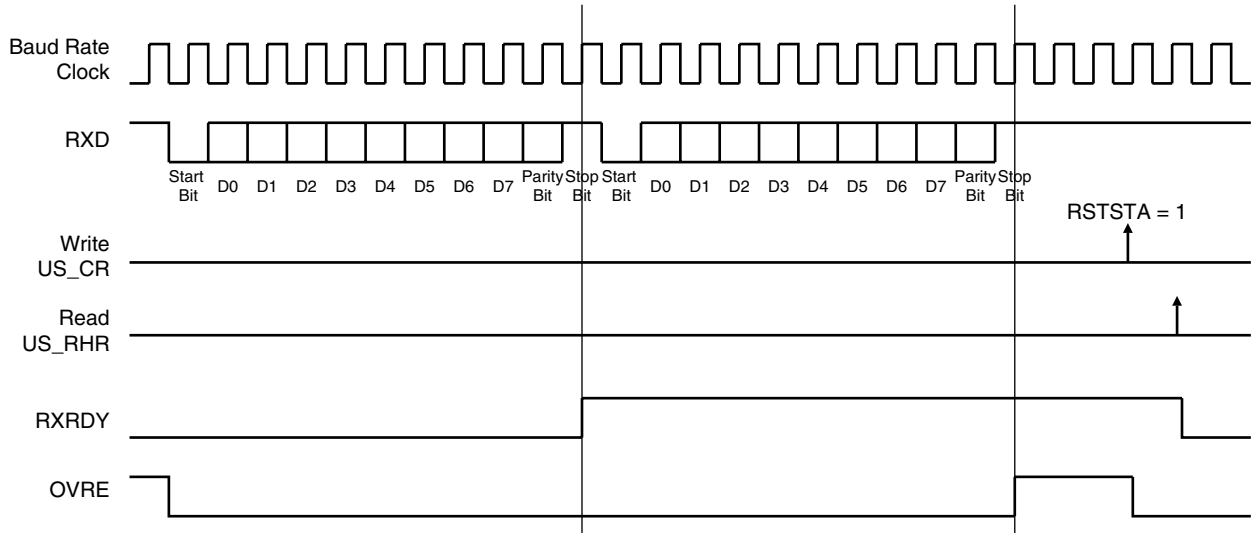 Baud Rate
Clock
RXD
Start
Bit
D0
D1
D2
D3
D4
D5
D6
D7
Parity
Bit
Stop
Bit
Start
Bit
D0
D1
D2
D3
D4
D5
D6
D7
Parity
Bit
Stop
Bit
RSTSTA = 1
Write
US_CR
Read
US_RHR
RXRDY
OVRE